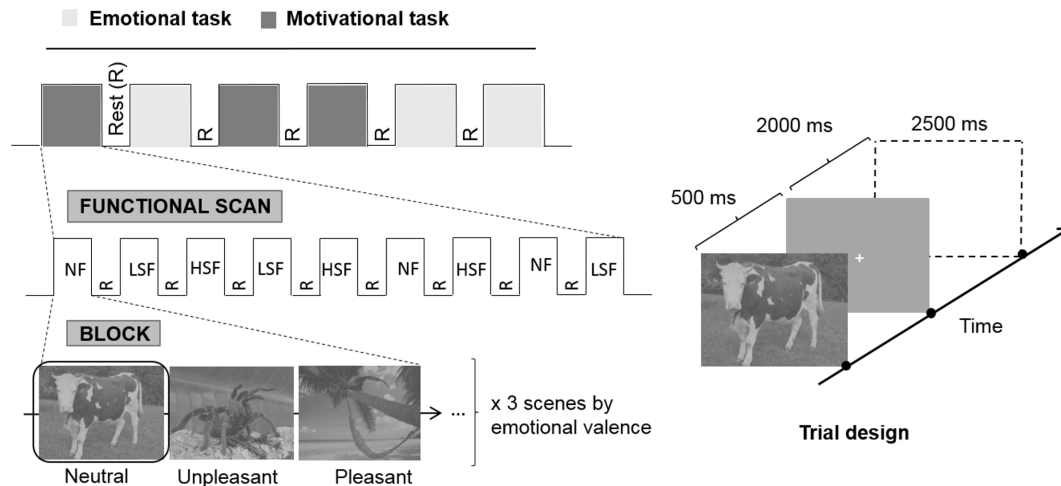 Emotional task
Motivational task
Rest (R)
R
R
R
R
FUNCTIONAL SCAN
NF
R
LSF
R
HSF
R
LSF
R
HSF
R
NF
R
HSF
R
NF
R
LSF
BLOCK
Neutral
Unpleasant
Pleasant
...
x 3 scenes by
emotional valence
500 ms
2000 ms
2500 ms
Time
Trial design